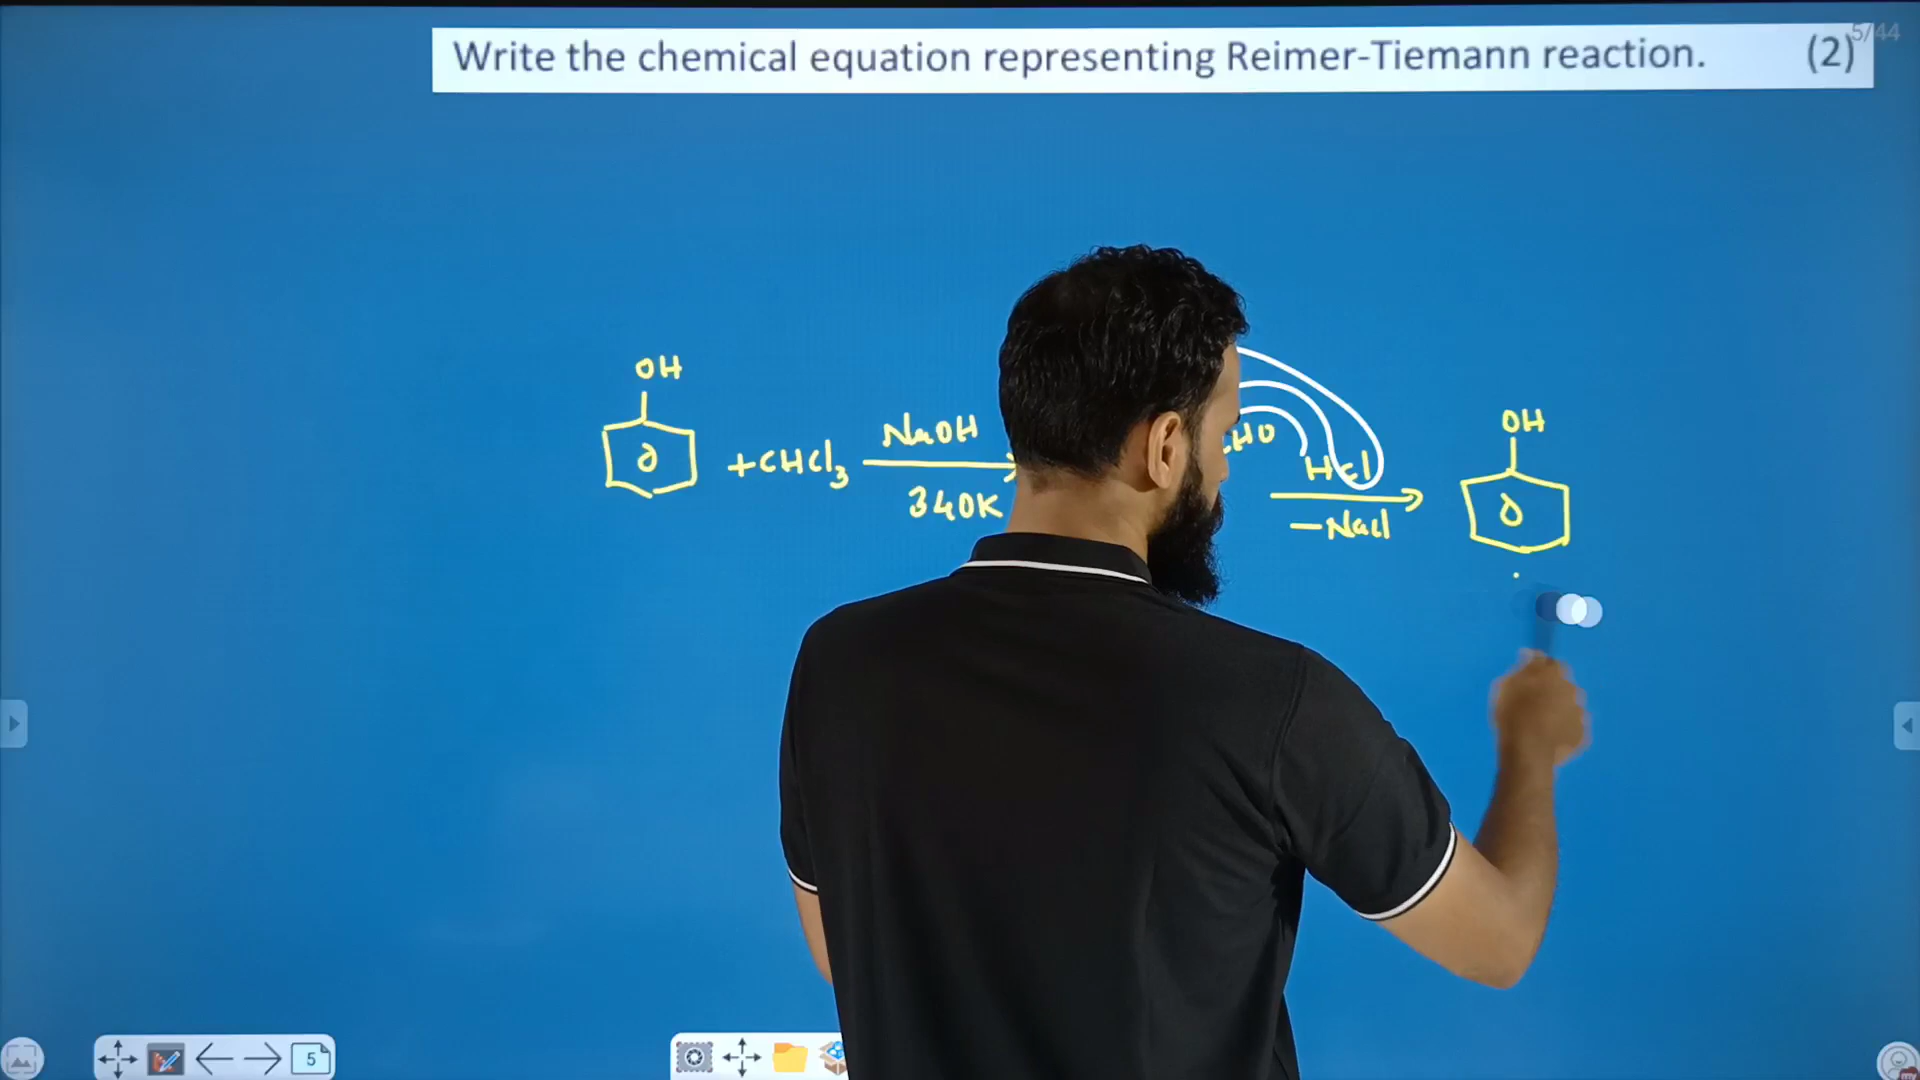 Write the chemical equation representing Reimer-Tiemann reaction. (2)
5/44
OH
+CHCl3
NaOH
340K
CHO
HCl
-NaCl
OH
5